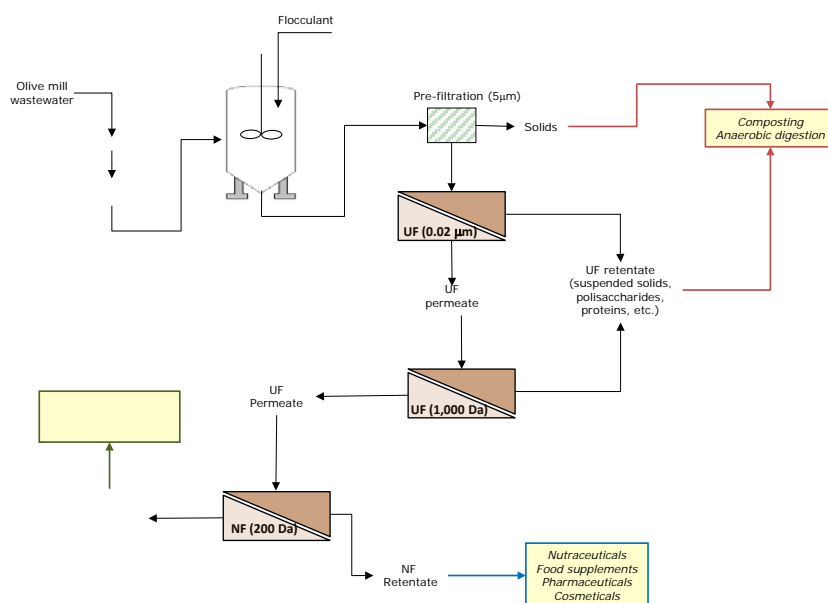 Flocculant
Olive mill
wastewater
Pre-filtration (5μm)
Solids
Composting
Anaerobic digestion
UF (0.02 μm)
UF retentate
(suspended solids,
polisaccharides,
proteins, etc.)
UF
permeate
UF (1,000 Da)
UF
Permeate
NF (200 Da)
NF
Retentate
Nutraceuticals
Food supplements
Pharmaceuticals
Cosmeticals